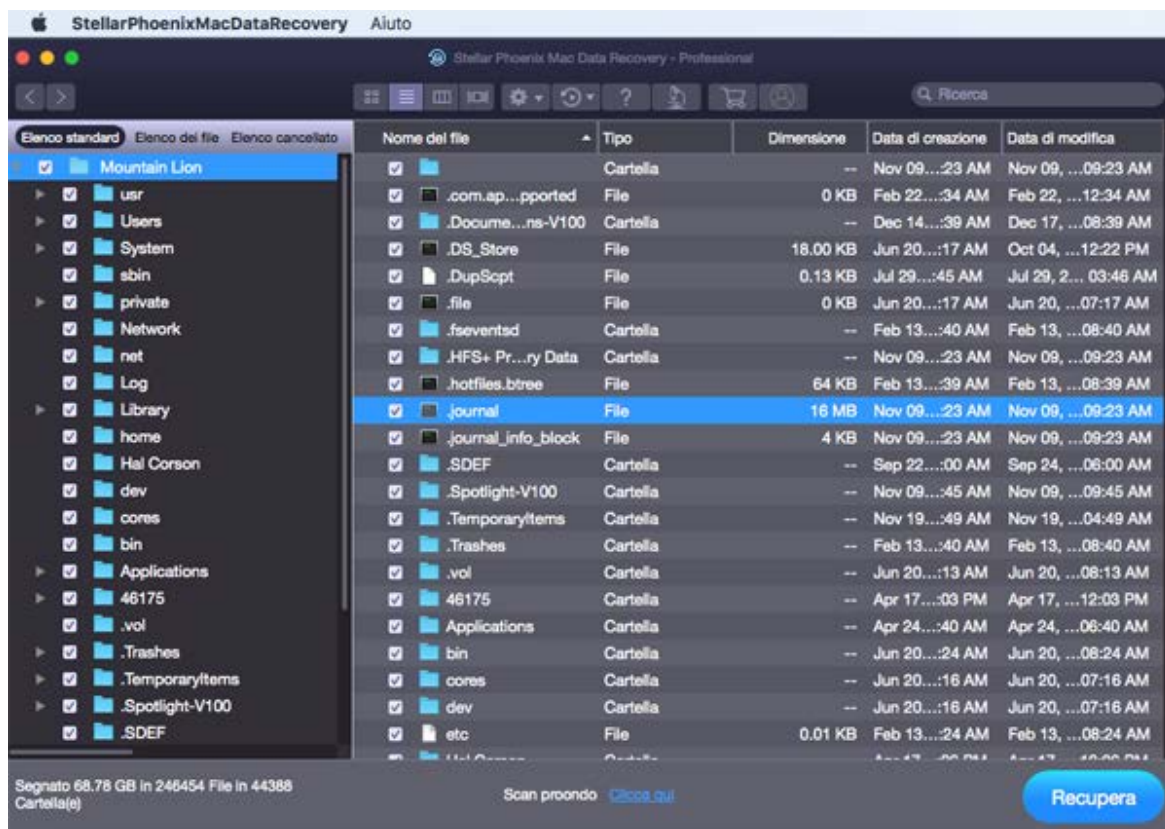 StellarPhoenixMacDataRecovery Aiuto
Stellar Phoenix Mac Data Recovery - Professional
Ricerca
Elenco standard Elenco dei file Elenco cancellato
Nome del file Tipo Dimensione Data di creazione Data di modifica
Mountain Lion
Cartella -- Nov 09...:23 AM Nov 09, ...09:23 AM
usr
.com.ap...pported File 0 KB Feb 22...:34 AM Feb 22, ...12:34 AM
Users
.Docume...ns-V100 Cartella -- Dec 14...:39 AM Dec 17, ...08:39 AM
System
.DS_Store File 18.00 KB Jun 20...:17 AM Oct 04, ...12:22 PM
sbin
.DupScpt File 0.13 KB Jul 29...:45 AM Jul 29, 2... 03:46 AM
private
.file File 0 KB Jun 20...:17 AM Jun 20, ...07:17 AM
Network
.fseventsd Cartella -- Feb 13...:40 AM Feb 13, ...08:40 AM
net
.HFS+ Pr...ry Data Cartella -- Nov 09...:23 AM Nov 09, ...09:23 AM
Log
.hotfiles.btree File 64 KB Feb 13...:39 AM Feb 13, ...08:39 AM
Library
.journal File 16 MB Nov 09...:23 AM Nov 09, ...09:23 AM
home
.journal_info_block File 4 KB Nov 09...:23 AM Nov 09, ...09:23 AM
Hal Corson
.SDEF Cartella -- Sep 22...:00 AM Sep 24, ...06:00 AM
dev
.Spotlight-V100 Cartella -- Nov 09...:45 AM Nov 09, ...09:45 AM
cores
.TemporaryItems Cartella -- Nov 19...:49 AM Nov 19, ...04:49 AM
bin
.Trashes Cartella -- Feb 13...:40 AM Feb 13, ...08:40 AM
Applications
.vol Cartella -- Jun 20...:13 AM Jun 20, ...08:13 AM
46175
46175 Cartella -- Apr 17...:03 PM Apr 17, ...12:03 PM
.vol
Applications Cartella -- Apr 24...:40 AM Apr 24, ...06:40 AM
.Trashes
bin Cartella -- Jun 20...:24 AM Jun 20, ...08:24 AM
.TemporaryItems
cores Cartella -- Jun 20...:16 AM Jun 20, ...07:16 AM
.Spotlight-V100
dev Cartella -- Jun 20...:16 AM Jun 20, ...07:16 AM
.SDEF
etc File 0.01 KB Feb 13...:24 AM Feb 13, ...08:24 AM
Segnato 68.78 GB in 246454 File in 44388
Cartella(e)
Scan proondo Clicca qui
Recupera